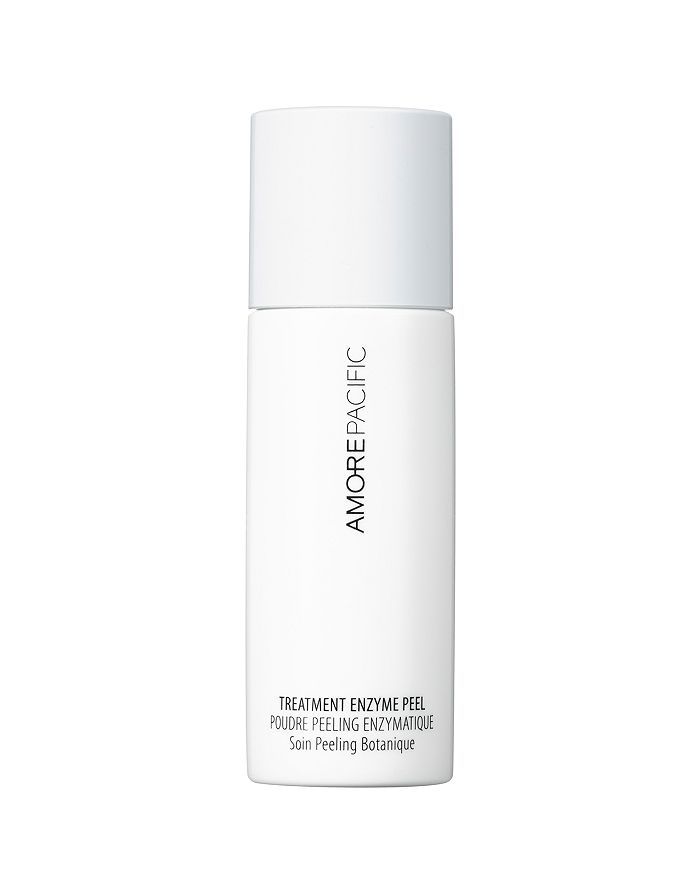 AMOREPACIFIC
TREATMENT ENZYME PEEL
POUDRE PEELING ENZYMATIQUE
Soin Peeling Botanique